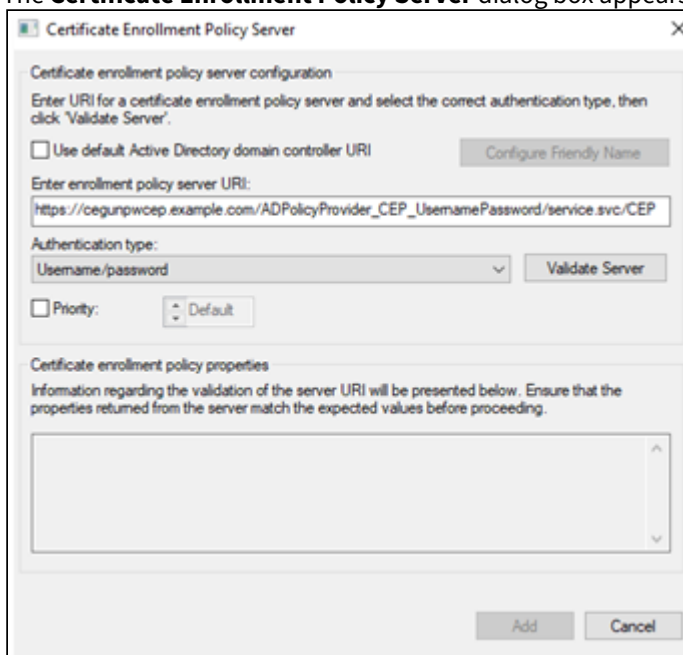 The Certificate Enrollment Policy Server dialog box appears
Certificate Enrollment Policy Server
Certificate enrollment policy server configuration
Enter URI for a certificate enrollment policy server and select the correct authentication type, then
click 'Validate Server'.
Use default Active Directory domain controller URI
Configure Friendly Name
Enter enrollment policy server URI:
https://cegunpwcep.example.com/ADPolicyProvider_CEP_UsernamePassword/service.svc/CEP
Authentication type:
Username/password
Validate Server
Priority:
Default
Certificate enrollment policy properties
Information regarding the validation of the server URI will be presented below. Ensure that the
properties returned from the server match the expected values before proceeding.
Add
Cancel